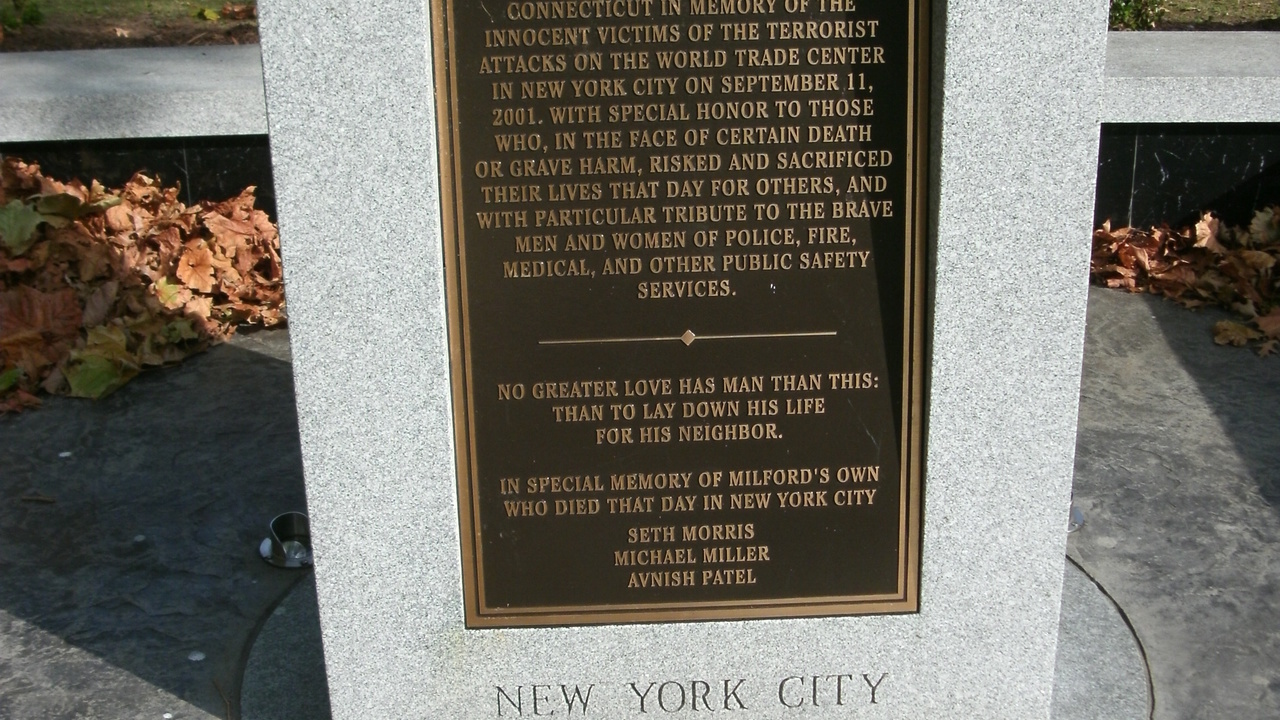 CONNECTICUT IN MEMORY OF THE
INNOCENT VICTIMS OF THE TERRORIST
ATTACKS ON THE WORLD TRADE CENTER
IN NEW YORK CITY ON SEPTEMBER 11,
2001. WITH SPECIAL HONOR TO THOSE
WHO, IN THE FACE OF CERTAIN DEATH
OR GRAVE HARM, RISKED AND SACRIFICED
THEIR LIVES THAT DAY FOR OTHERS, AND
WITH PARTICULAR TRIBUTE TO THE BRAVE
MEN AND WOMEN OF POLICE, FIRE,
MEDICAL, AND OTHER PUBLIC SAFETY
SERVICES.
NO GREATER LOVE HAS MAN THAN THIS:
THAN TO LAY DOWN HIS LIFE
FOR HIS NEIGHBOR.
IN SPECIAL MEMORY OF MILFORD'S OWN
WHO DIED THAT DAY IN NEW YORK CITY
SETH MORRIS
MICHAEL MILLER
AVNISH PATEL
NEW YORK CITY